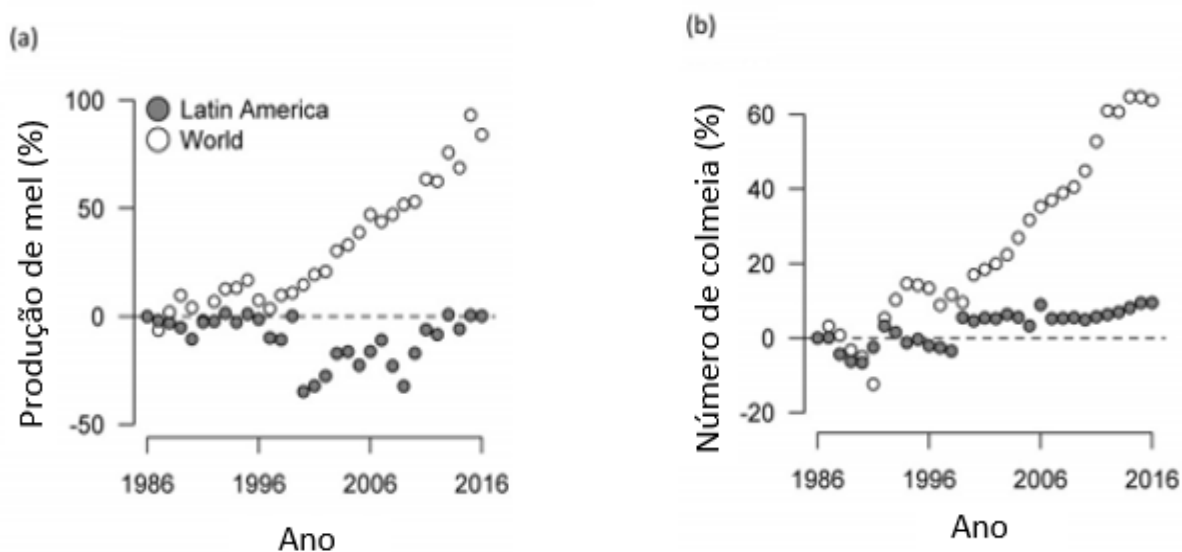 (a)
Produção de mel (%)
100
50
0
-50
Latin America
World
1986
1996
2006
2016
Ano
(b)
Número de colmeia (%)
60
40
20
0
-20
1986
1996
2006
2016
Ano